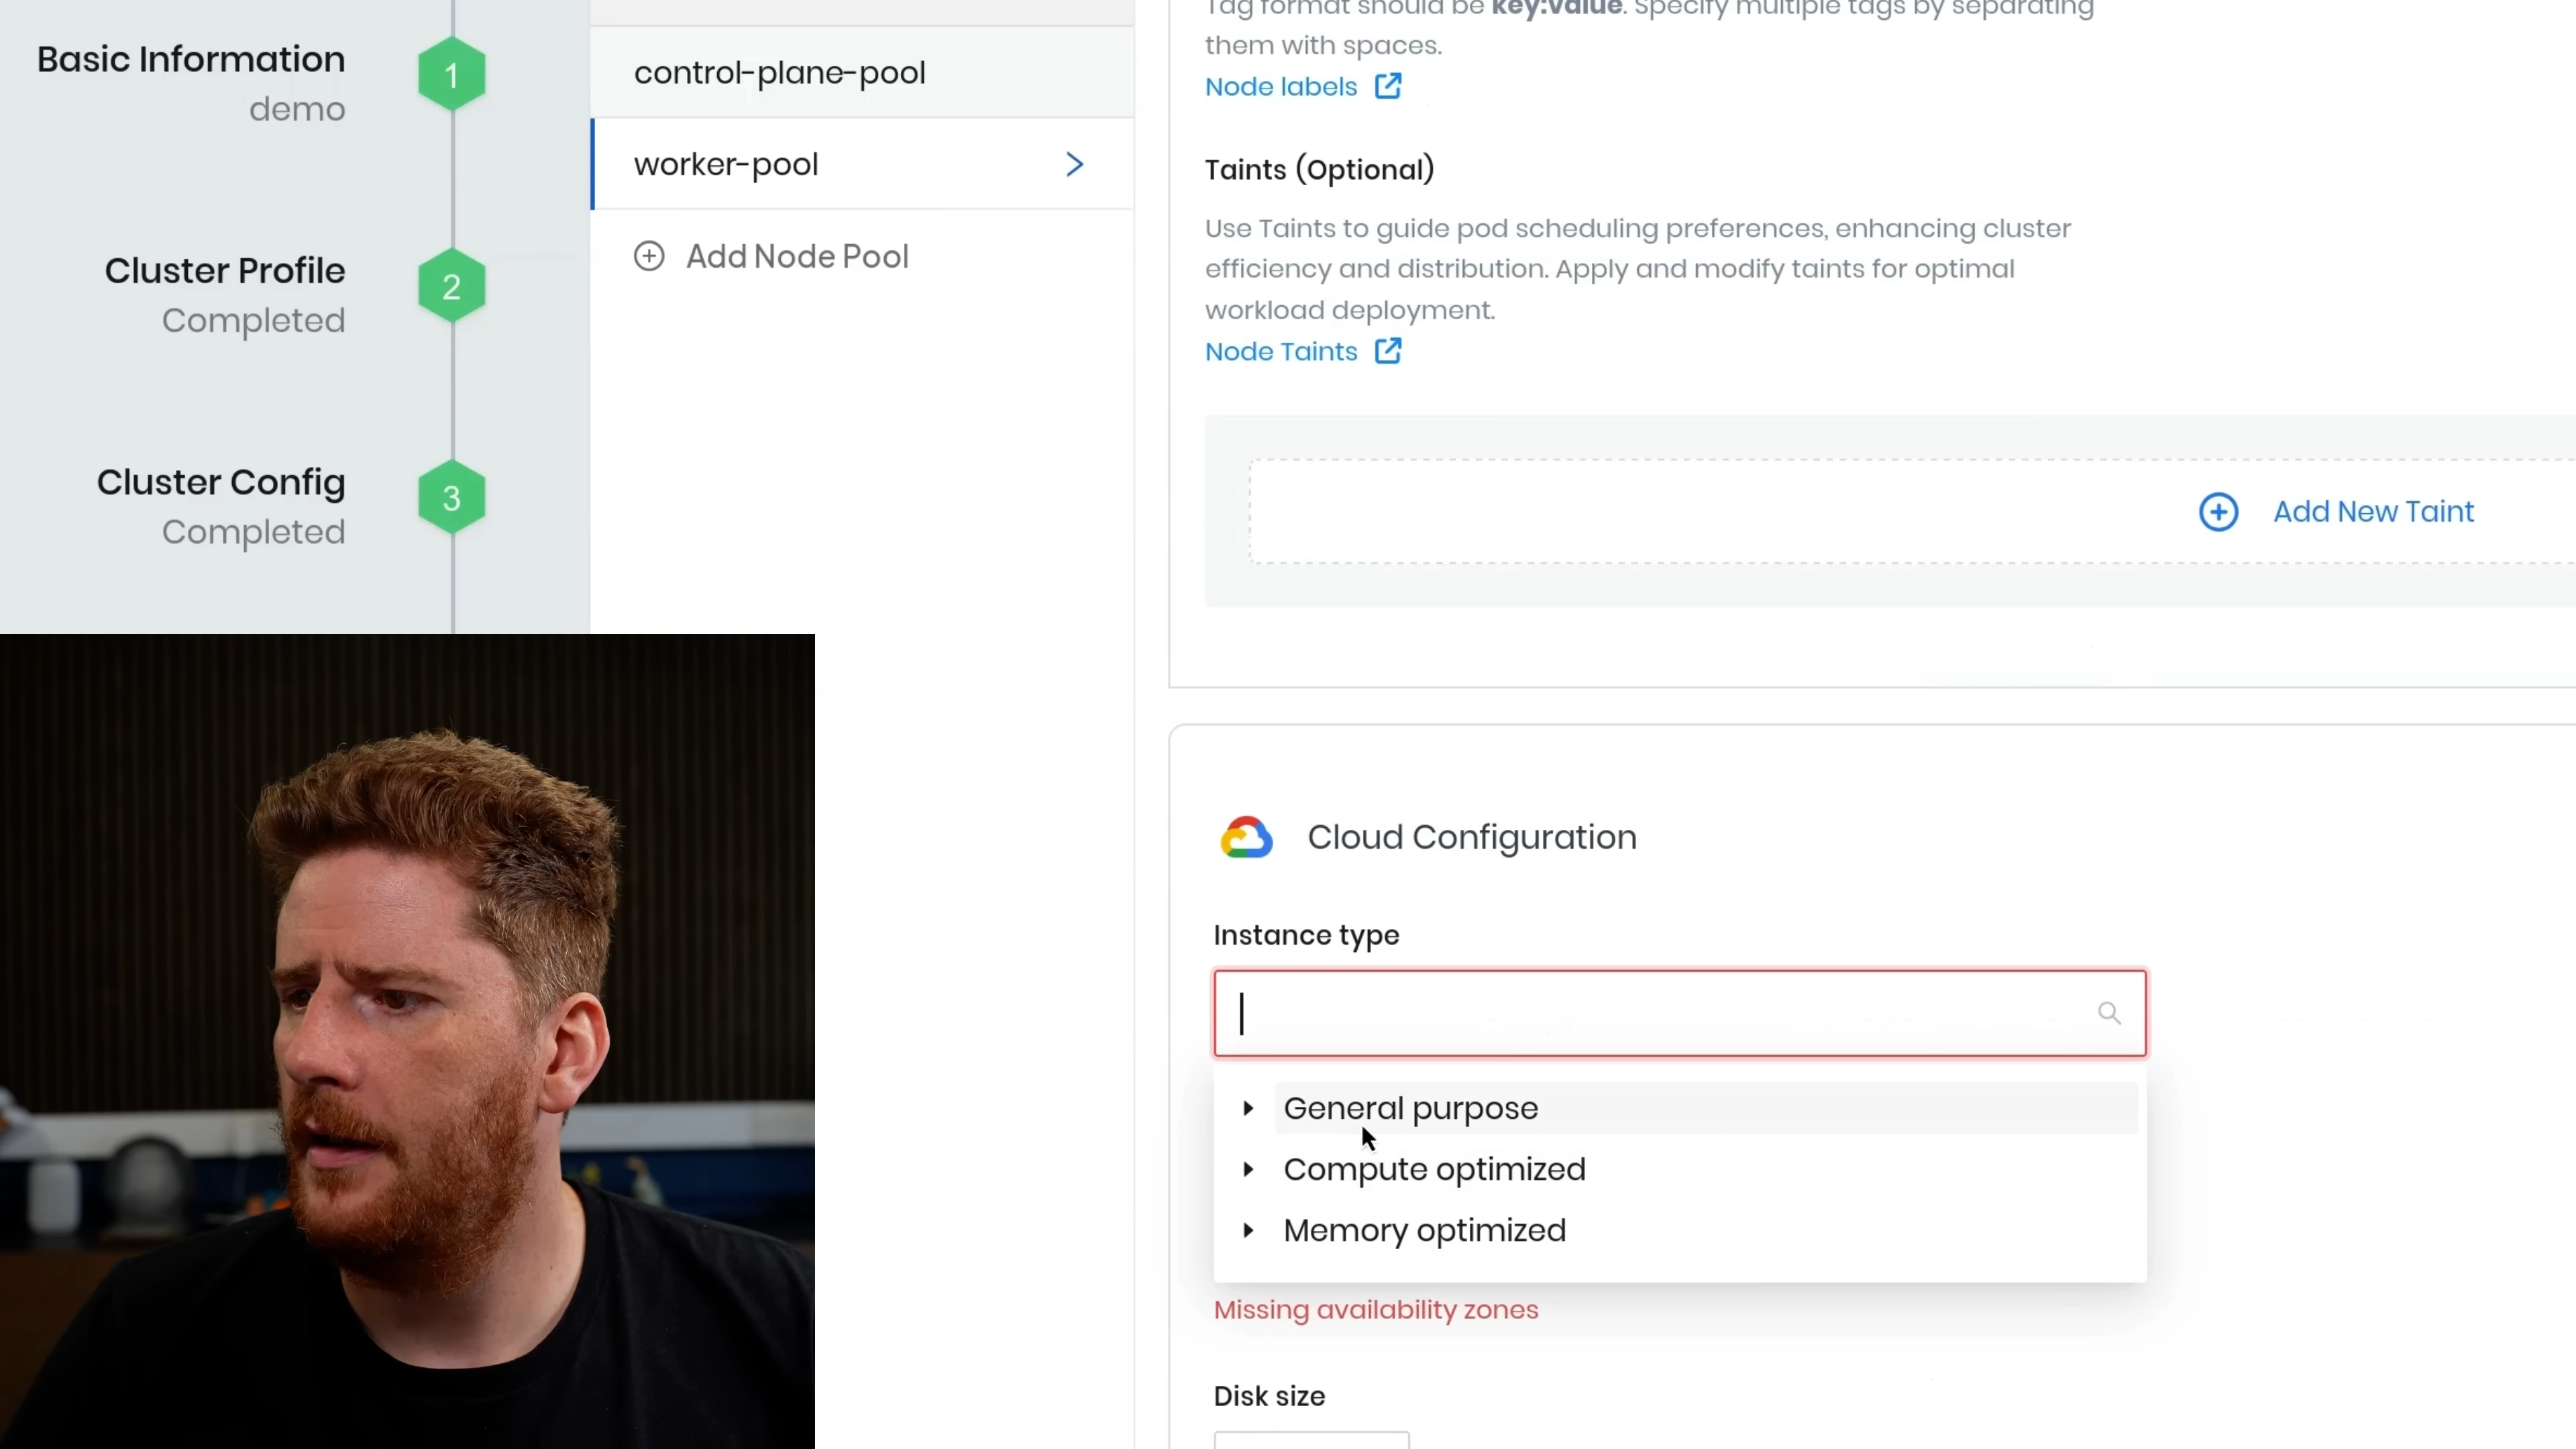 Basic Information
demo
1
Cluster Profile
Completed
2
Cluster Config
Completed
3
control-plane-pool
worker-pool
Add Node Pool
Tag format should be key:value. Specify multiple tags by separating
them with spaces.
Node labels
Taints (Optional)
Use Taints to guide pod scheduling preferences, enhancing cluster
efficiency and distribution. Apply and modify taints for optimal
workload deployment.
Node Taints
Add New Taint
Cloud Configuration
Instance type
General purpose
Compute optimized
Memory optimized
Missing availability zones
Disk size